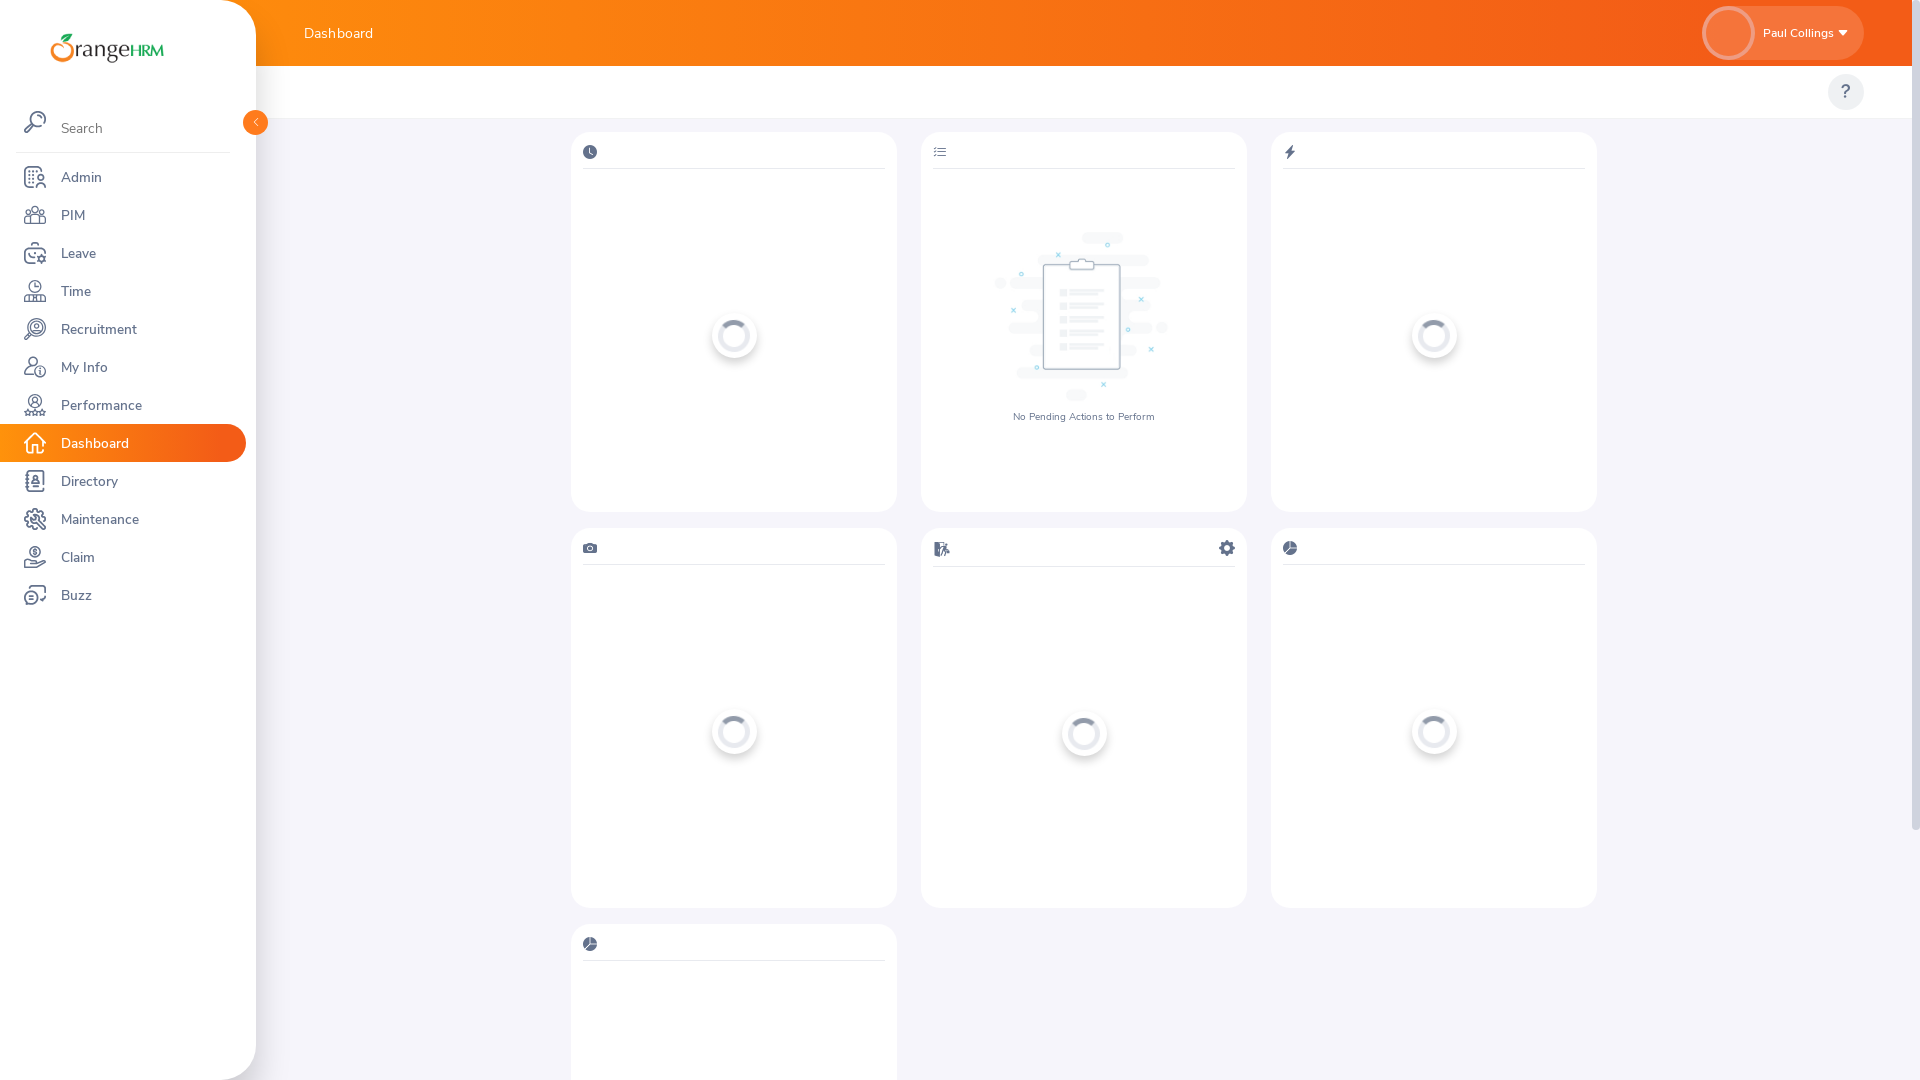 OrangeHRM
Search
Admin
PIM
Leave
Time
Recruitment
My Info
Performance
Dashboard
Directory
Maintenance
Claim
Buzz
Dashboard
Paul Collings
?
No Pending Actions to Perform